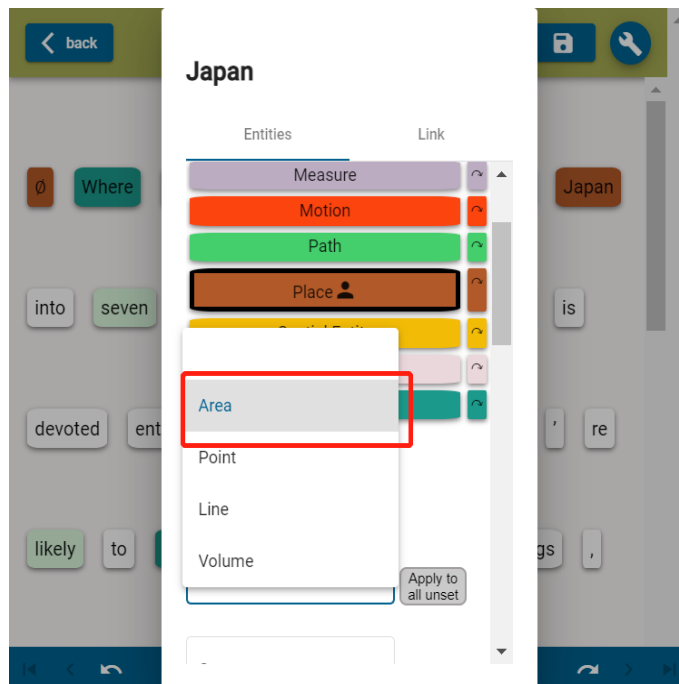 back
Japan
Entities Link
Measure
Motion
Path
Place
Ø Where Japan
into seven is
Area
devoted ent ' re
Point
Line
likely to gs ,
Volume
Apply to
all unset